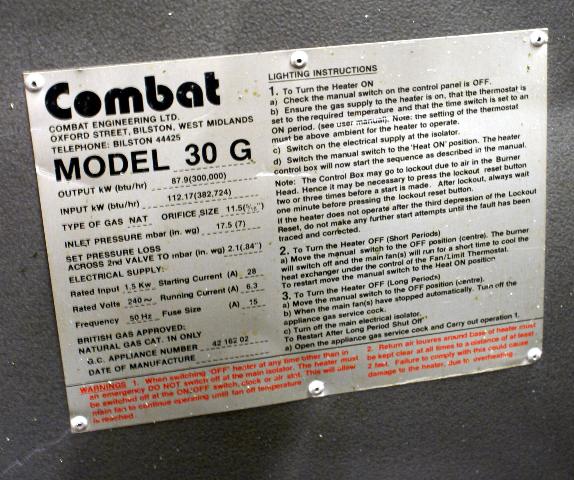 Combat
COMBAT ENGINEERING LTD.
OXFORD STREET, BILSTON, WEST MIDLANDS
TELEPHONE: BILSTON 44425
MODEL 30 G
OUTPUT kW (btu/hr) 87.9(300,000)
INPUT kW (btu/hr) 112.17(382,724)
TYPE OF GAS NAT ORIFICE SIZE 11.5
INLET PRESSURE mbar (in. wg) 17.5 (7)
SET PRESSURE LOSS
ACROSS 2nd VALVE TO mbar (in. wg) 2.1(.84")
ELECTRICAL SUPPLY:
Rated Input 1.5 Kw Starting Current (A) 28
Rated Volts 240~ Running Current (A) 6.3
Frequency 50 Hz Fuse Size (A) 15
BRITISH GAS APPROVED:
NATURAL GAS CAT. 1N ONLY
G.C. APPLIANCE NUMBER 42 162 02
DATE OF MANUFACTURE
LIGHTING INSTRUCTIONS
1. To Turn the Heater ON
a) Check the manual switch on the control panel is OFF.
b) Ensure the gas supply to the heater is on, that the thermostat is
set to the required temperature and that the time switch is set to an
ON period. (see user manual). Note: the setting of the thermostat
must be above ambient for the heater to operate.
c) Switch on the electrical supply at the isolator.
d) Switch the manual switch to the 'Heat ON' position. The heater
control box will now start the sequence as described in the manual.
Note: The Control Box may go to lockout due to air in the Burner
Head. Hence it may be necessary to press the lockout reset button
two or three times before a start is made. After lockout, always wait
one minute before pressing the lockout reset button.
If the heater does not operate after the third depression of the Lockout
Reset, do not make any further start attempts until the fault has been
traced and corrected.
2. To Turn the Heater OFF (Short Periods)
a) Move the manual switch to the OFF position (centre). The burner
will switch off and the main fan(s) will run for a short time to cool the
heat exchanger under the control of the Fan/Limit Thermostat.
To restart move the manual switch to the Heat ON position
3. To Turn the Heater OFF (Long Periods)
a) Move the manual switch to the OFF position (centre).
b) When the main fan(s) have stopped automatically. Turn off the
appliance gas service cock.
c) Turn off the main electrical isolator.
To Restart After Long Period Shut Off
a) Open the appliance gas service cock and Carry out operation 1.
WARNINGS 1. When switching 'OFF' heater at any time other than in
an emergency DO NOT switch off at the main isolator. The heater must
be switched off at the ON/OFF switch, clock or air stat. This will allow
main fan to continue operating until fan off temperature
is reached.
2. Return air louvres around base of heater must
be kept clear at all times to a distance of at least
2 feet. Failure to comply with this could cause
damage to the heater, due to overheating.